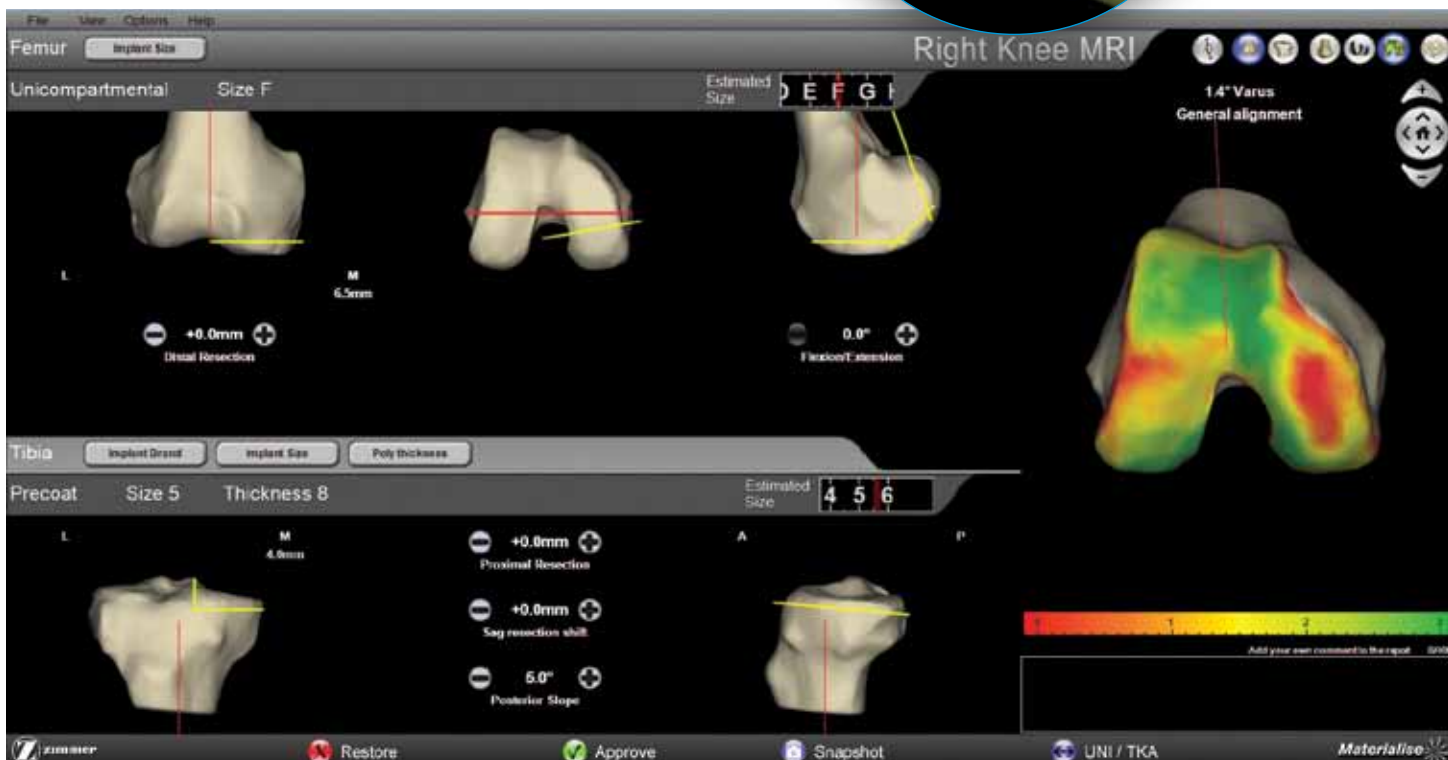 File View Options Help
Femur Implant Size
Right Knee MRI
Unicompartmental Size F
Estimated Size
E F G
1.4° Varus
General alignment
L
M
6.5mm
+0.0mm
Distal Resection
0.0°
Flexion/Extension
Tibia Implant Brand Implant Size Poly thickness
Precoat Size 5 Thickness 8
Estimated Size
4 5 6
L
M
4.0mm
+0.0mm
Proximal Resection
+0.0mm
Sag resection shift
5.0°
Posterior Slope
A P
1 2
Add your own comment to the report
zimmer Restore Approve Snapshot UNI / TKA Materialise